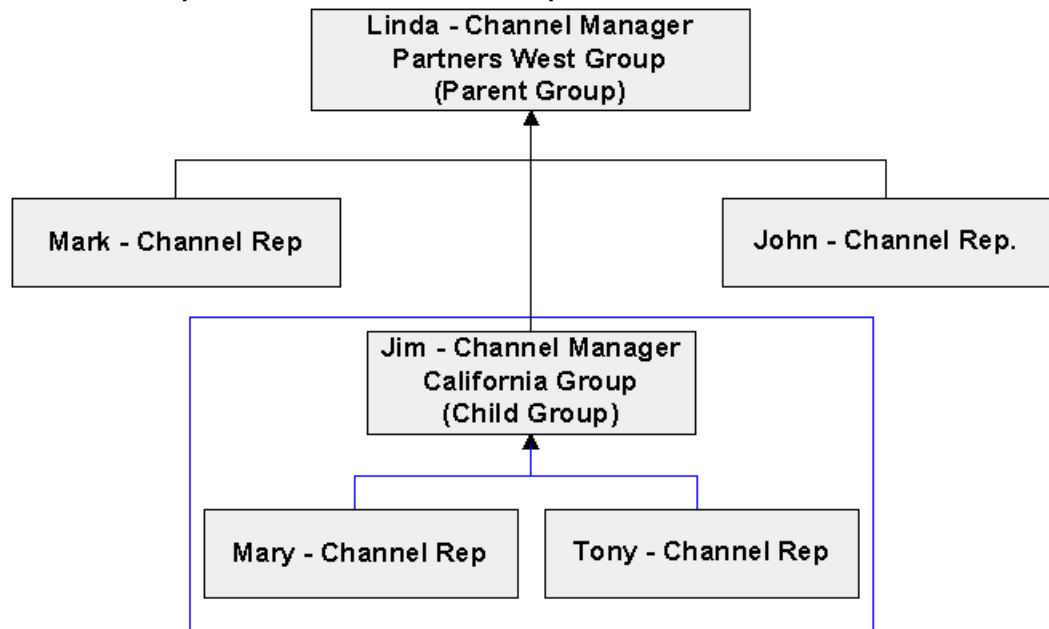 Linda - Channel Manager
Partners West Group
(Parent Group)
Mark - Channel Rep
John - Channel Rep.
Jim - Channel Manager
California Group
(Child Group)
Mary - Channel Rep
Tony - Channel Rep